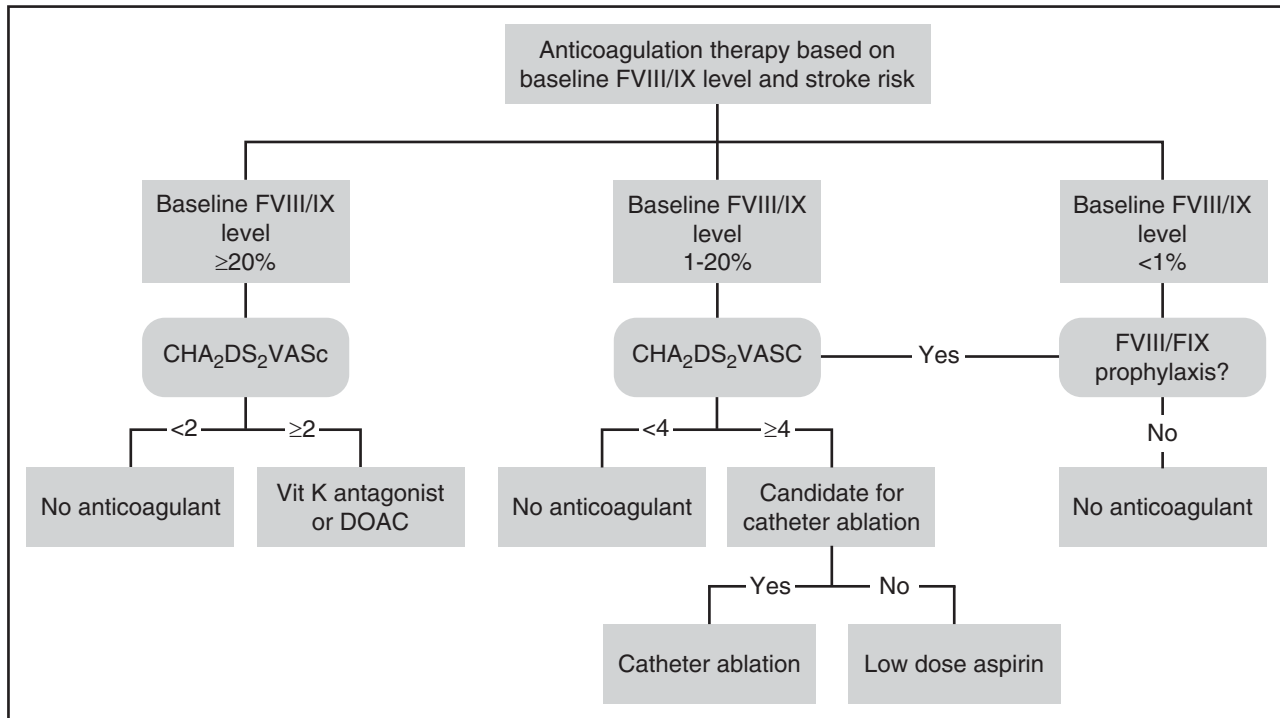 Anticoagulation therapy based on
baseline FVIII/IX level and stroke risk
Baseline FVIII/IX
level
≥20%
Baseline FVIII/IX
level
1-20%
Baseline FVIII/IX
level
<1%
CHA₂DS₂VASc
CHA₂DS₂VASC
Yes
FVIII/FIX
prophylaxis?
<2
≥2
<4
≥4
No
No anticoagulant
Vit K antagonist
or DOAC
No anticoagulant
Candidate for
catheter ablation
No anticoagulant
Yes
No
Catheter ablation
Low dose aspirin